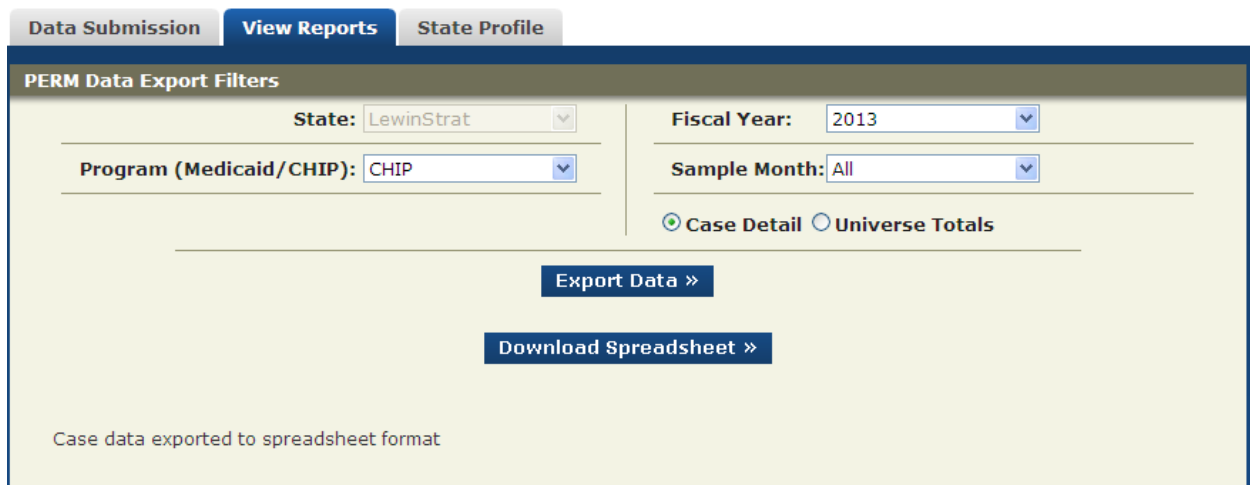 Data Submission View Reports State Profile
PERM Data Export Filters
State: LewinStrat Fiscal Year: 2013
Program (Medicaid/CHIP): CHIP Sample Month: All
Case Detail Universe Totals
Export Data »
Download Spreadsheet »
Case data exported to spreadsheet format